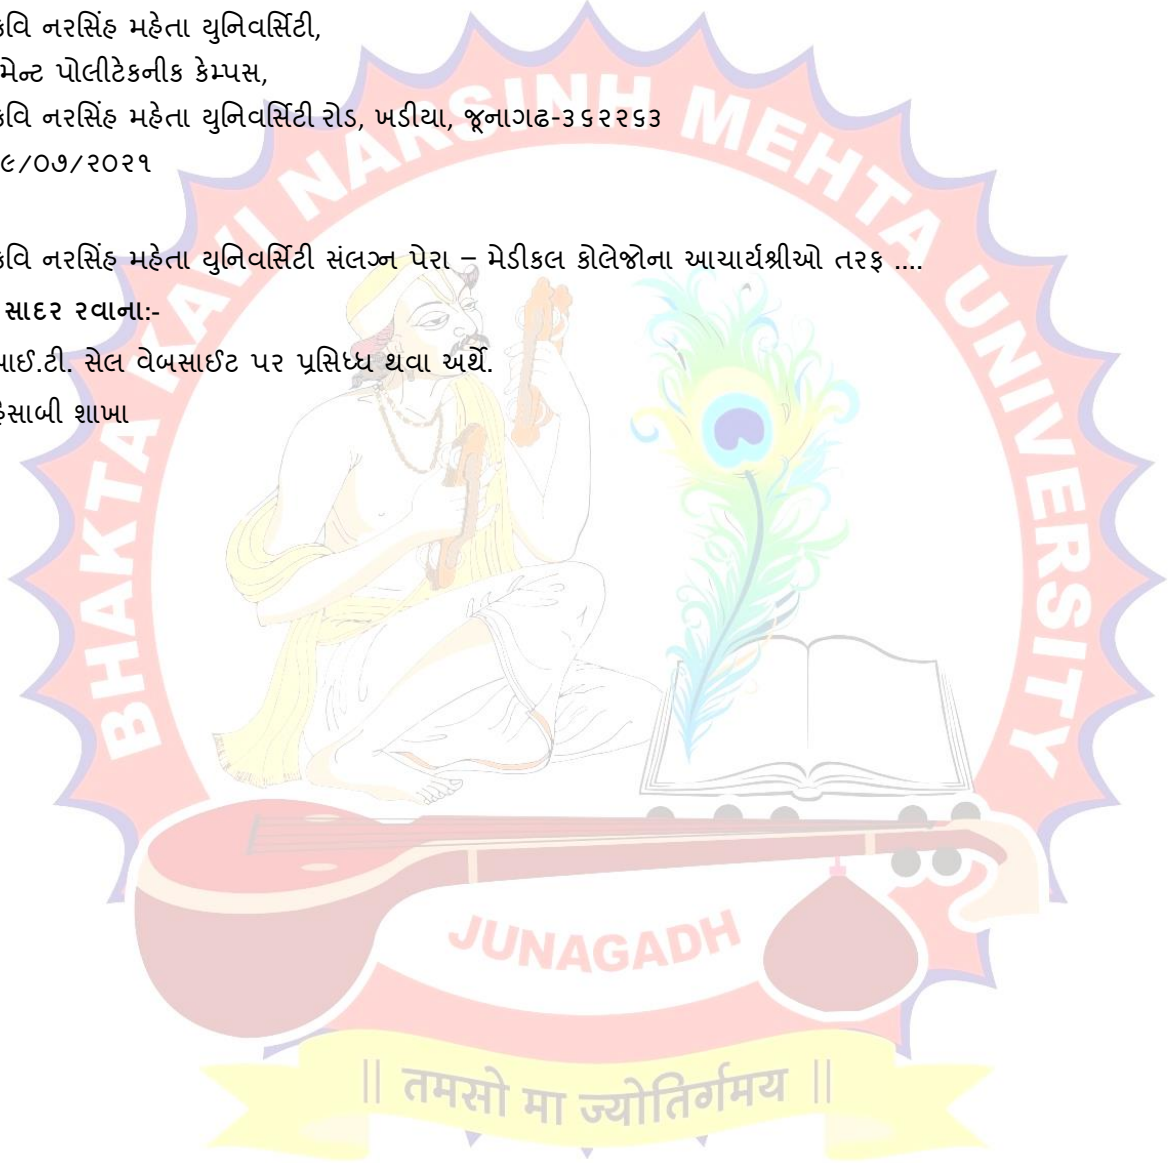 કવિ નરસિંહ મહેતા યુનિવર્સિટી,
મેન્ટ પોલીટેકનીક કેમ્પસ,
કવિ નરસિંહ મહેતા યુનિવર્સિટી રોડ, ખડીયા, જૂનાગઢ-૩૬૨૨૬૩
૯/૦૭/૨૦૨૧
કવિ નરસિંહ મહેતા યુનિવર્સિટી સંલગ્ન પેરા – મેડીકલ કોલેજોના આચાર્યશ્રીઓ તરફ ....
સાદર રવાના:-
આઈ.ટી. સેલ વેબસાઈટ પર પ્રસિધ્ધ થવા અર્થે.
હિસાબી શાખા
BHAKTA KAVI NARSINH MEHTA UNIVERSITY
JUNAGADH
|| तमसो मा ज्योतिर्गमय ||